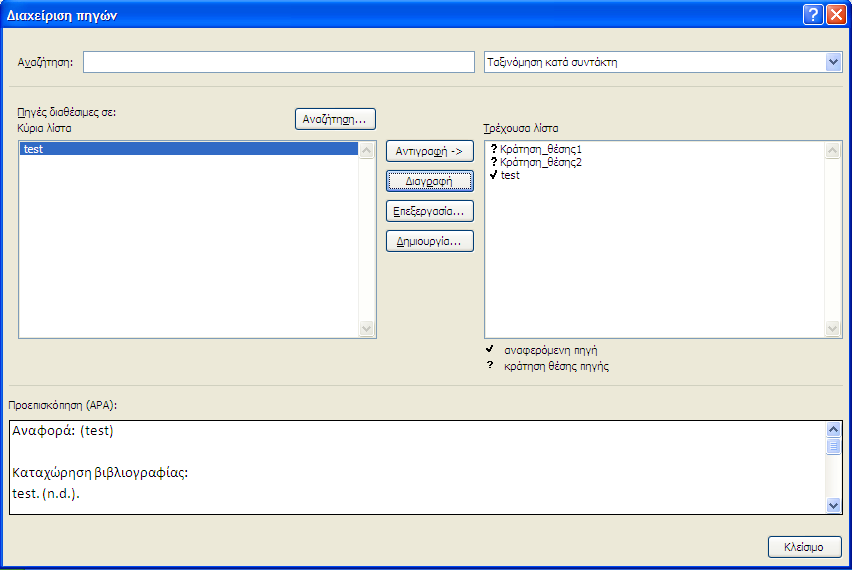 Διαχείριση πηγών
Αναζήτηση:
Ταξινόμηση κατά συντάκτη
Πηγές διαθέσιμες σε:
Κύρια λίστα
Αναζήτηση...
Τρέχουσα λίστα
test
Αντιγραφή ->
Διαγραφή
Επεξεργασία...
Δημιουργία...
? Κράτηση_θέσης1
? Κράτηση_θέσης2
✓ test
✓ αναφερόμενη πηγή
? κράτηση θέσης πηγής
Προεπισκόπηση (APA):
Αναφορά: (test)
Καταχώρηση βιβλιογραφίας:
test. (n.d.).
Κλείσιμο